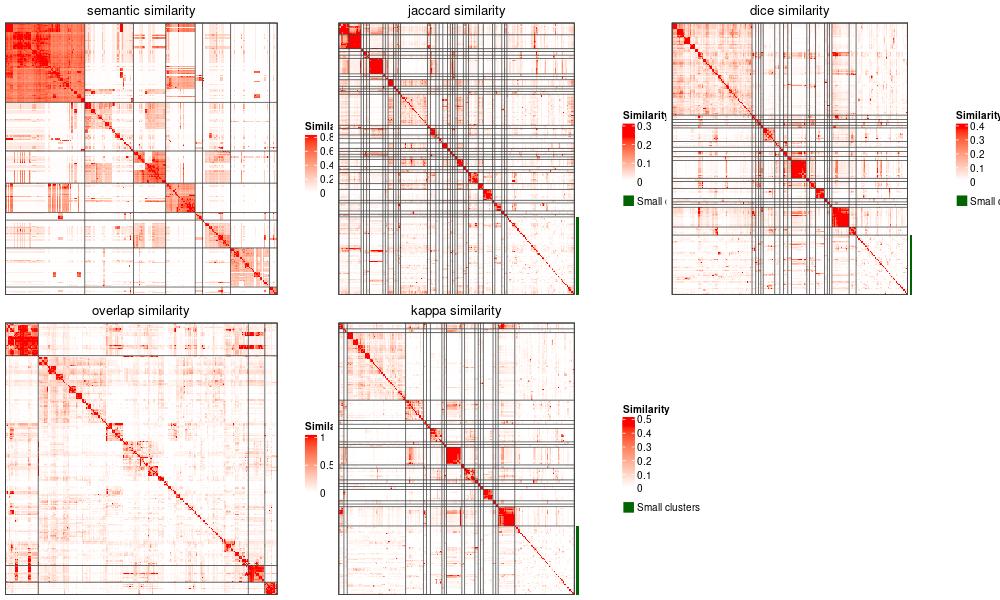 semantic similarity
Simila
0.8
0.6
0.4
0.2
0
jaccard similarity
Similarity
0.3
0.2
0.1
0
Small
dice similarity
Similarity
0.4
0.3
0.2
0.1
0
Small
overlap similarity
Simila
1
0.5
0
kappa similarity
Similarity
0.5
0.4
0.3
0.2
0.1
0
Small clusters